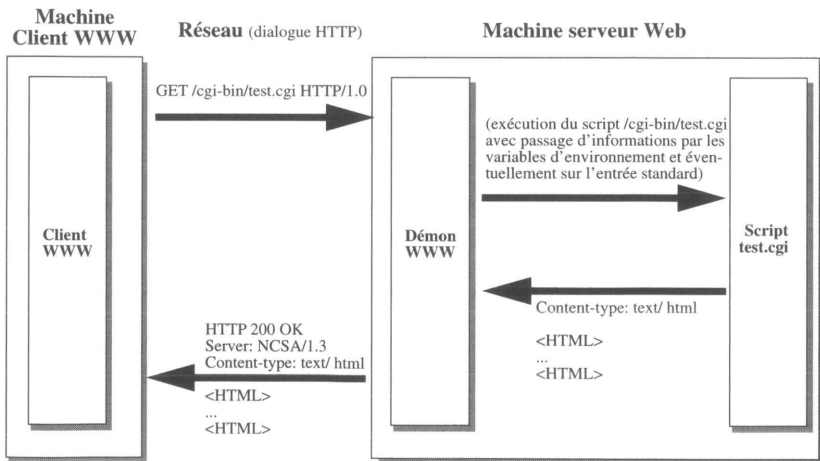 Machine
Client WWW
Réseau (dialogue HTTP)
Machine serveur Web
GET /cgi-bin/test.cgi HTTP/1.0
(exécution du script /cgi-bin/test.cgi
avec passage d'informations par les
variables d'environnement et éven-
tuellement sur l'entrée standard)
Client
WWW
Démon
WWW
Script
test.cgi
Content-type: text/ html
<HTML>
...
<HTML>
HTTP 200 OK
Server: NCSA/1.3
Content-type: text/ html
<HTML>
...
<HTML>